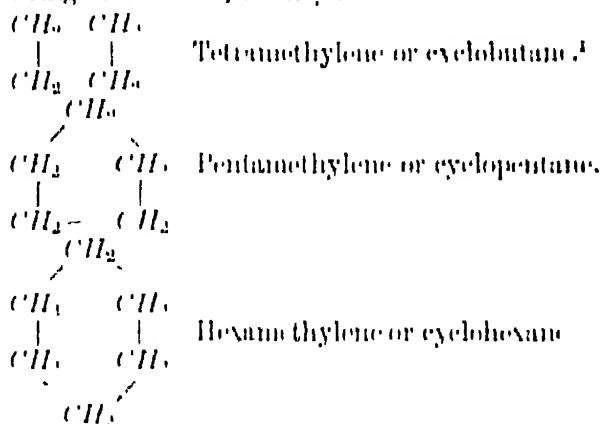 CH₂ CH₂
Tetramethylene or cyclobutane.¹
CH₂ CH₂
CH₂
CH₂ CH₂ Pentamethylene or cyclopentane.
CH₂ CH₂
CH₂
CH₂ CH₂
Hexamethylene or cyclohexane
CH₂ CH₂
CH₂